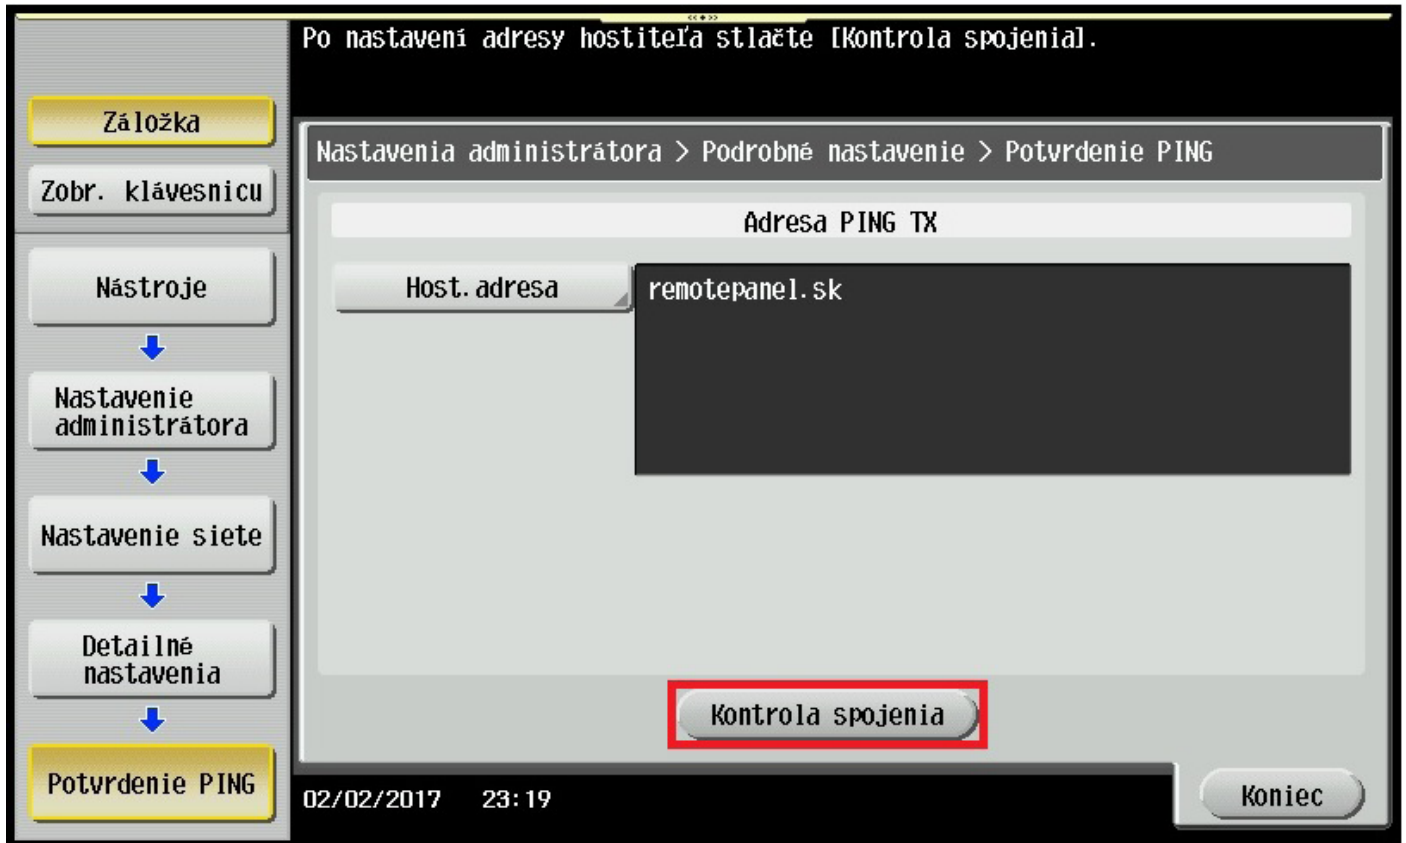 Po nastavení adresy hostiteľa stlačte [Kontrola spojenia].
Záložka
Zobr. klávesnicu
Nástroje
Nastavenie
administrátora
Nastavenie siete
Detailné
nastavenia
Potvrdenie PING
Nastavenia administrátora > Podrobné nastavenie > Potvrdenie PING
Adresa PING TX
Host.adresa
remotepanel.sk
Kontrola spojenia
02/02/2017 23:19
Koniec